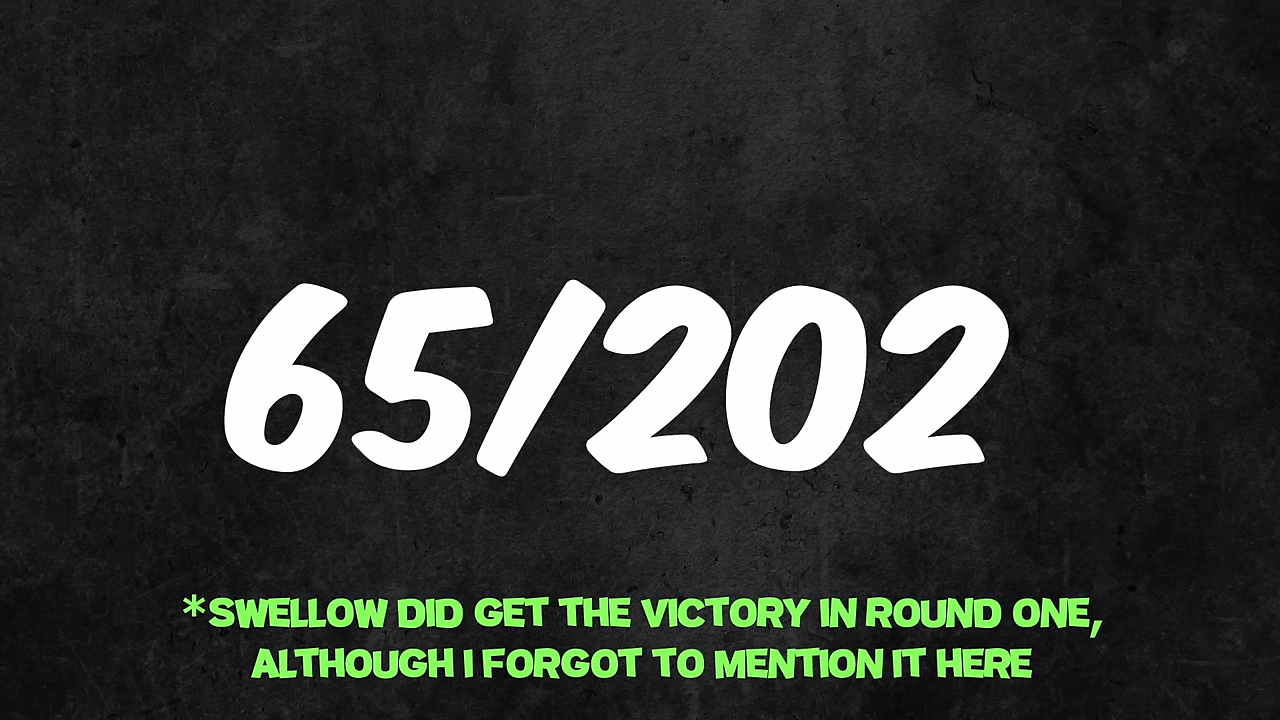 65/202
*SWELLOW DID GET THE VICTORY IN ROUND ONE,
ALTHOUGH I FORGOT TO MENTION IT HERE